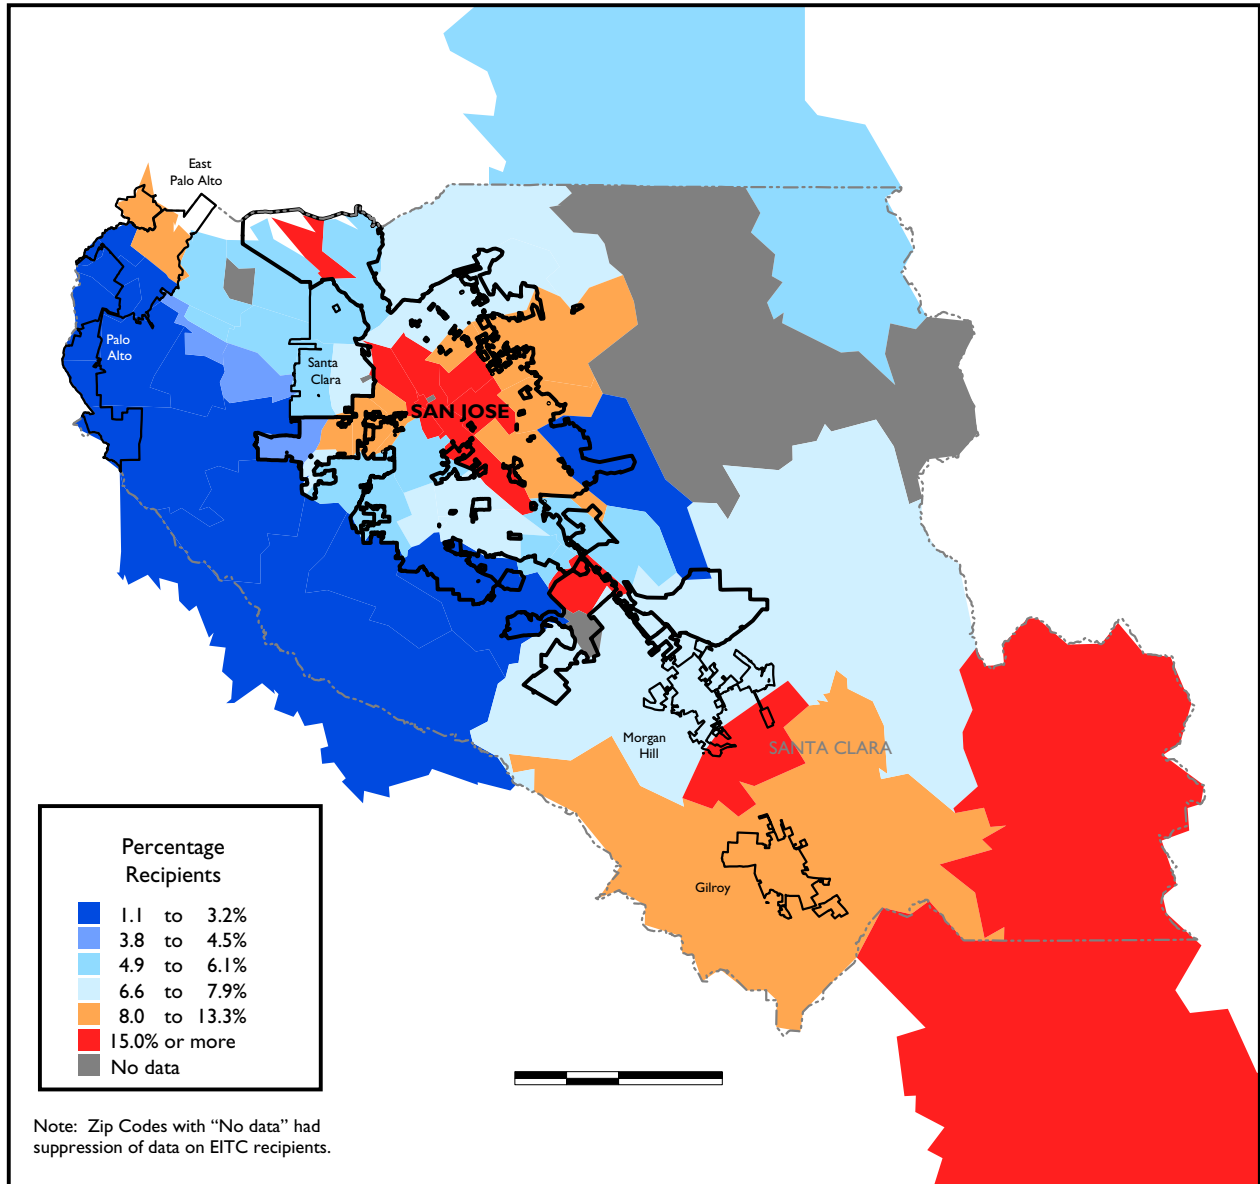 East
Palo Alto
Palo
Alto
Santa
Clara
SAN JOSE
Morgan
Hill
SANTA CLARA
Gilroy
Percentage
Recipients
1.1 to 3.2%
3.8 to 4.5%
4.9 to 6.1%
6.6 to 7.9%
8.0 to 13.3%
15.0% or more
No data
Note: Zip Codes with “No data” had
suppression of data on EITC recipients.